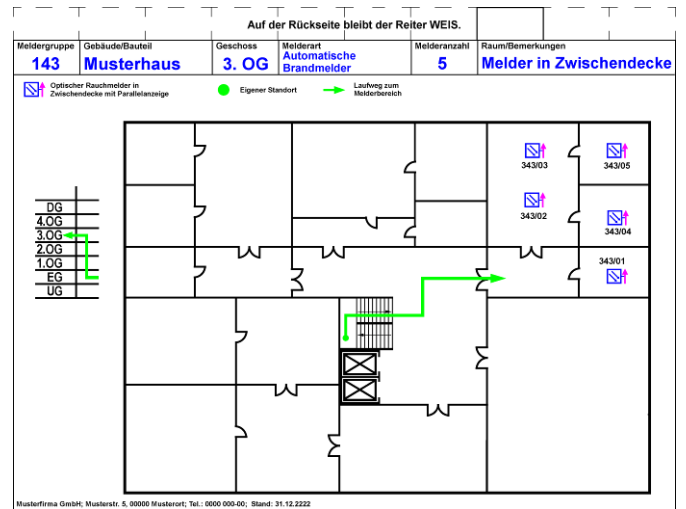 Auf der Rückseite bleibt der Reiter WEIS.
Meldergruppe Gebäude/Bauteil Geschoss Melderart Melderanzahl Raum/Bemerkungen
143 Musterhaus 3. OG Automatische Brandmelder 5 Melder in Zwischendecke
Optischer Rauchmelder in
Zwischendecke mit Parallelanzeige
Eigener Standort
Laufweg zum
Melderbereich
343/03
343/05
343/02
343/04
343/01
DG
4.OG
3.OG
2.OG
1.OG
EG
UG
Musterfirma GmbH; Musterstr. 5, 00000 Musterort; Tel.: 0000 000-00; Stand: 31.12.2222